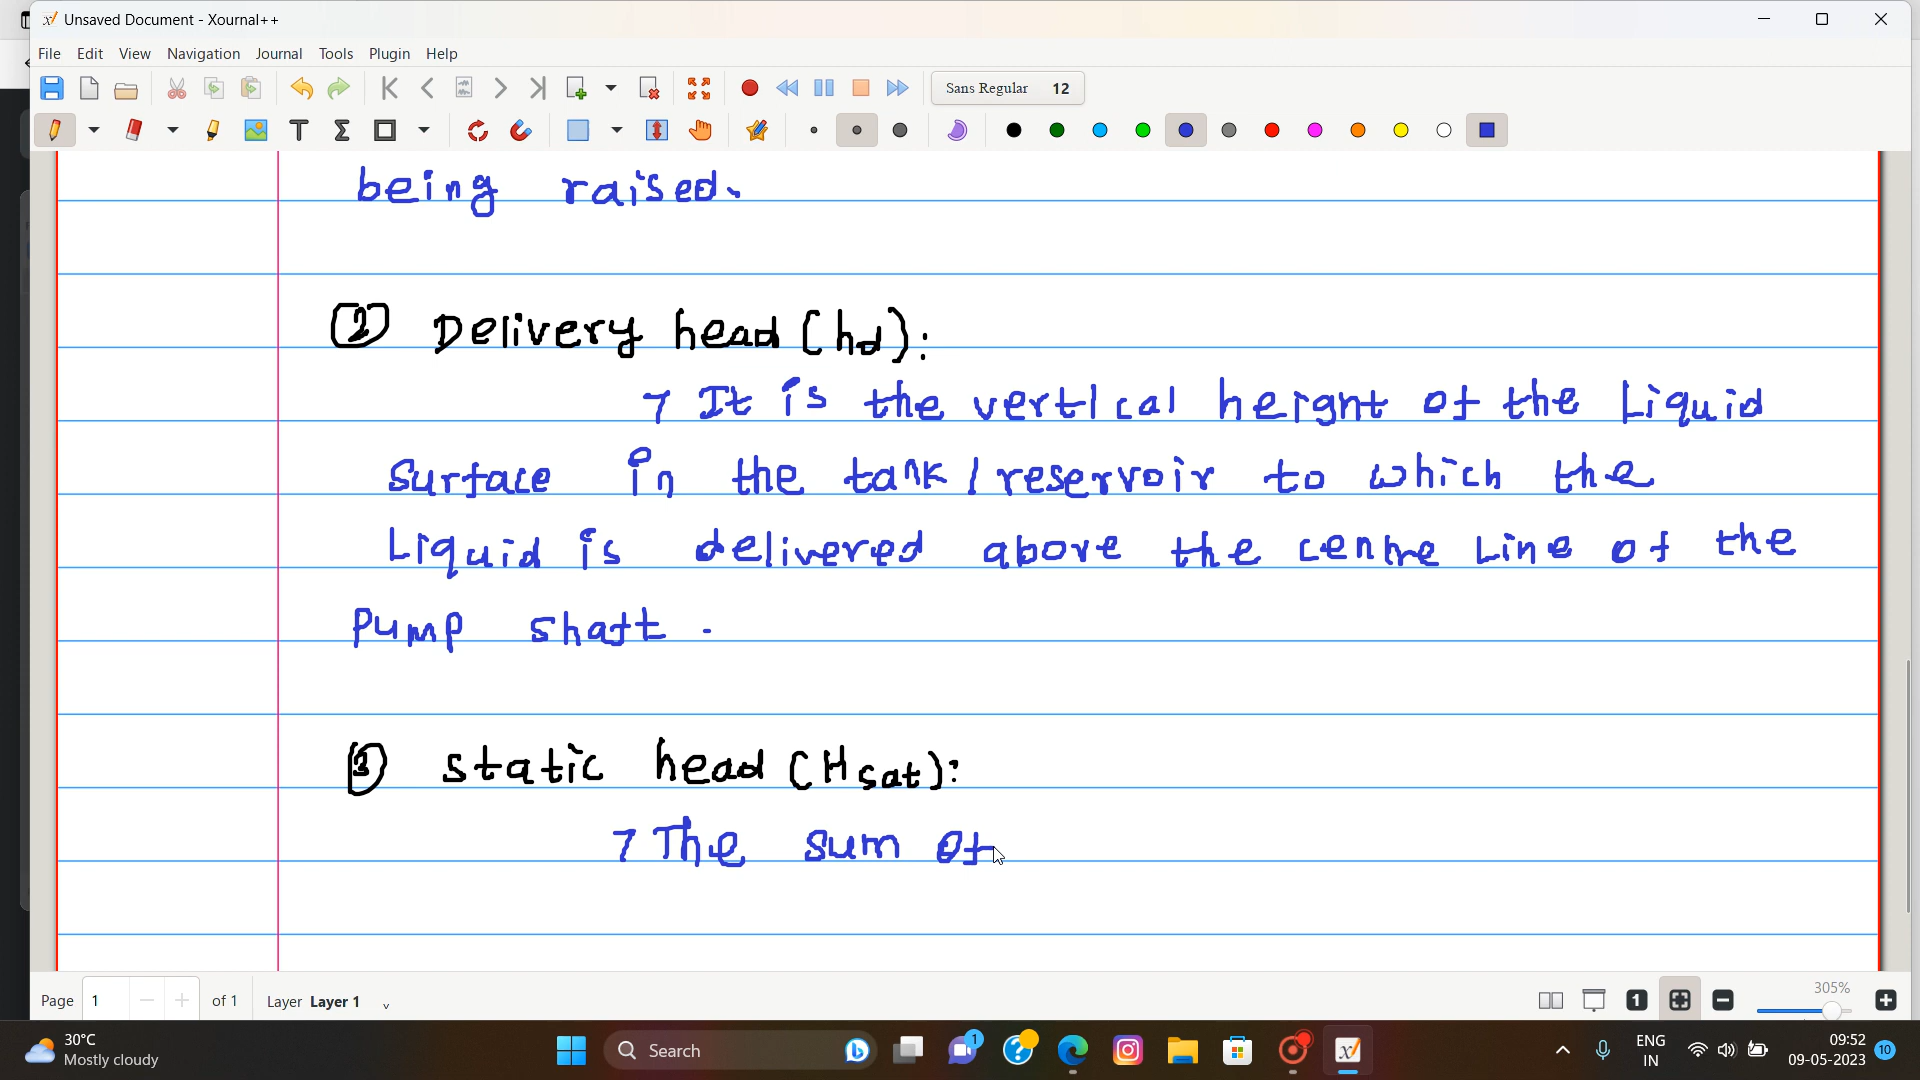 Unsaved Document - Xournal++
File Edit View Navigation Journal Tools Plugin Help
Sans Regular 12
being raised.
② Delivery head (hd):
→ It is the vertical height of the Liquid
Surface in the tank / reservoir to which the
Liquid is delivered above the centre Line of the
Pump shaft.
③ static head (Hsat):
→ The sum of
Page 1 of 1 Layer Layer 1
305%
30°C
Mostly cloudy
Search
1
ENG
IN
09:52
09-05-2023
10